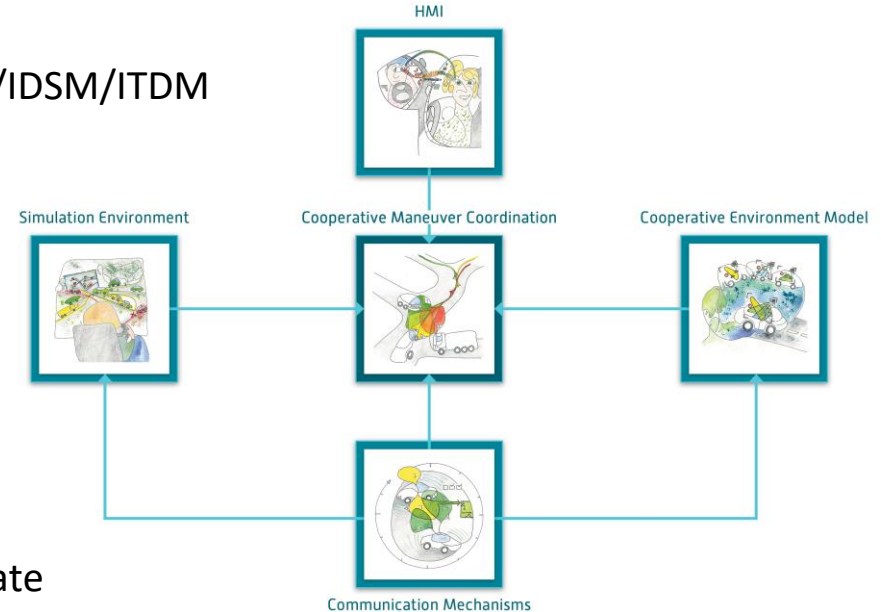 HMI
/IDSM/ITDM
Simulation Environment
Cooperative Maneuver Coordination
Cooperative Environment Model
ate
Communication Mechanisms